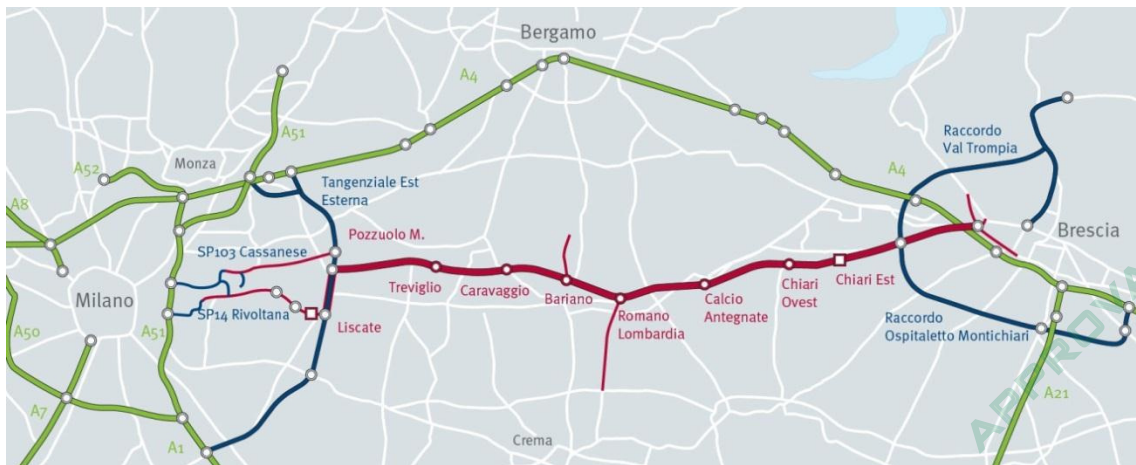 Bergamo
A4
A51
Monza
A52
Raccordo
Val Trompia
Tangenziale Est
Esterna
A4
A8
Pozzuolo M.
SP103 Cassanese
Brescia
Treviglio
Caravaggio
Bariano
Chiari
Ovest
Chiari Est
Milano
Calcio
Antegnate
Romano
Lombardia
SP14 Rivoltana
Liscate
A51
A50
Raccordo
Ospitaletto Montichiari
A21
A7
A1
Crema
APPROVA